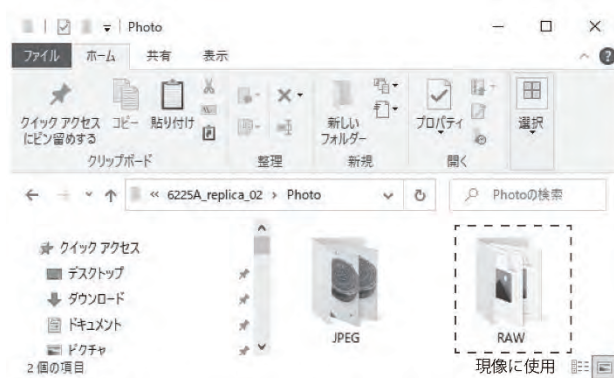 Photo
ファイル ホーム 共有 表示
クイック アクセス
にピン留めする
コピー
貼り付け
新しい
フォルダー
プロパティ
選択
クリップボード 整理 新規 開く
« 6225A_replica_02 › Photo
Photoの検索
クイック アクセス
デスクトップ
ダウンロード
ドキュメント
ピクチャ
JPEG
RAW
2 個の項目
現像に使用